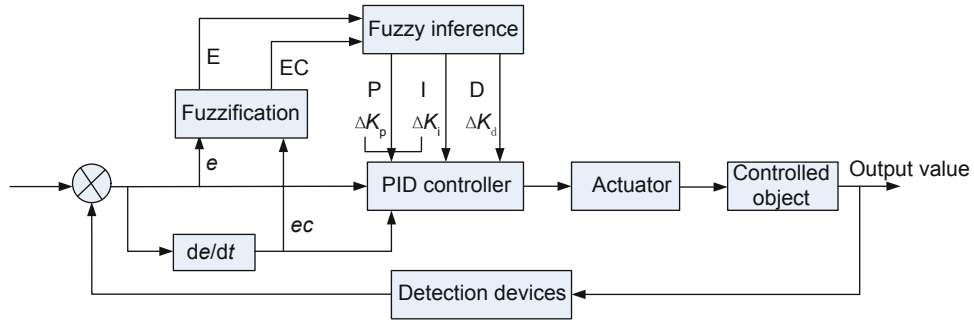 Fuzzy inference
E
EC
P I D
Fuzzification
ΔKp ΔKi ΔKd
e
PID controller
Actuator
Controlled
object
Output value
ec
de/dt
Detection devices